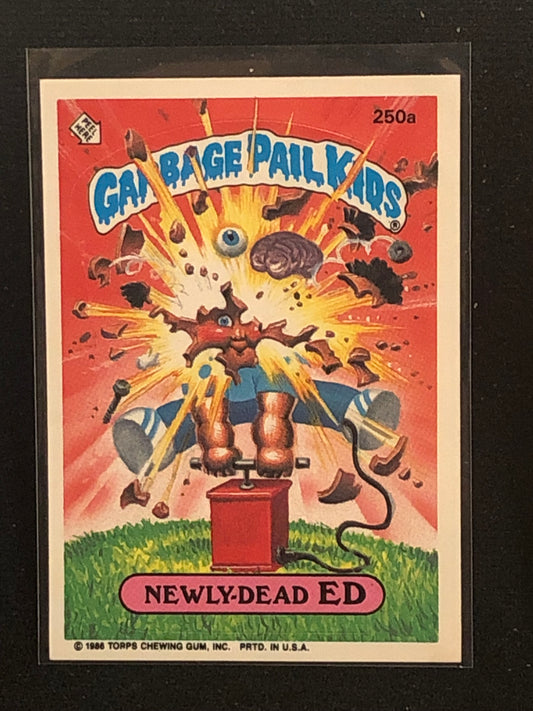 PEEL
HERE
250a
GARBAGE PAIL KIDS
®
NEWLY-DEAD ED
© 1986 TOPPS CHEWING GUM, INC. PRTD. IN U.S.A.